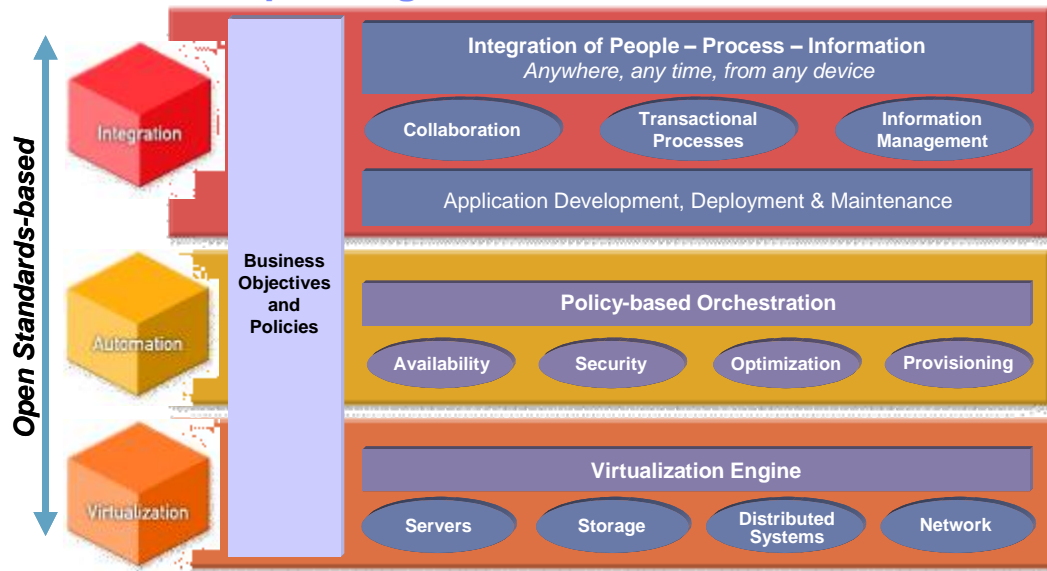 Integration of People – Process – Information
Anywhere, any time, from any device
Integration
Collaboration
Transactional
Processes
Information
Management
Application Development, Deployment & Maintenance
Open Standards-based
Business
Objectives
and
Policies
Policy-based Orchestration
Automation
Availability
Security
Optimization
Provisioning
Virtualization Engine
Virtualization
Servers
Storage
Distributed
Systems
Network